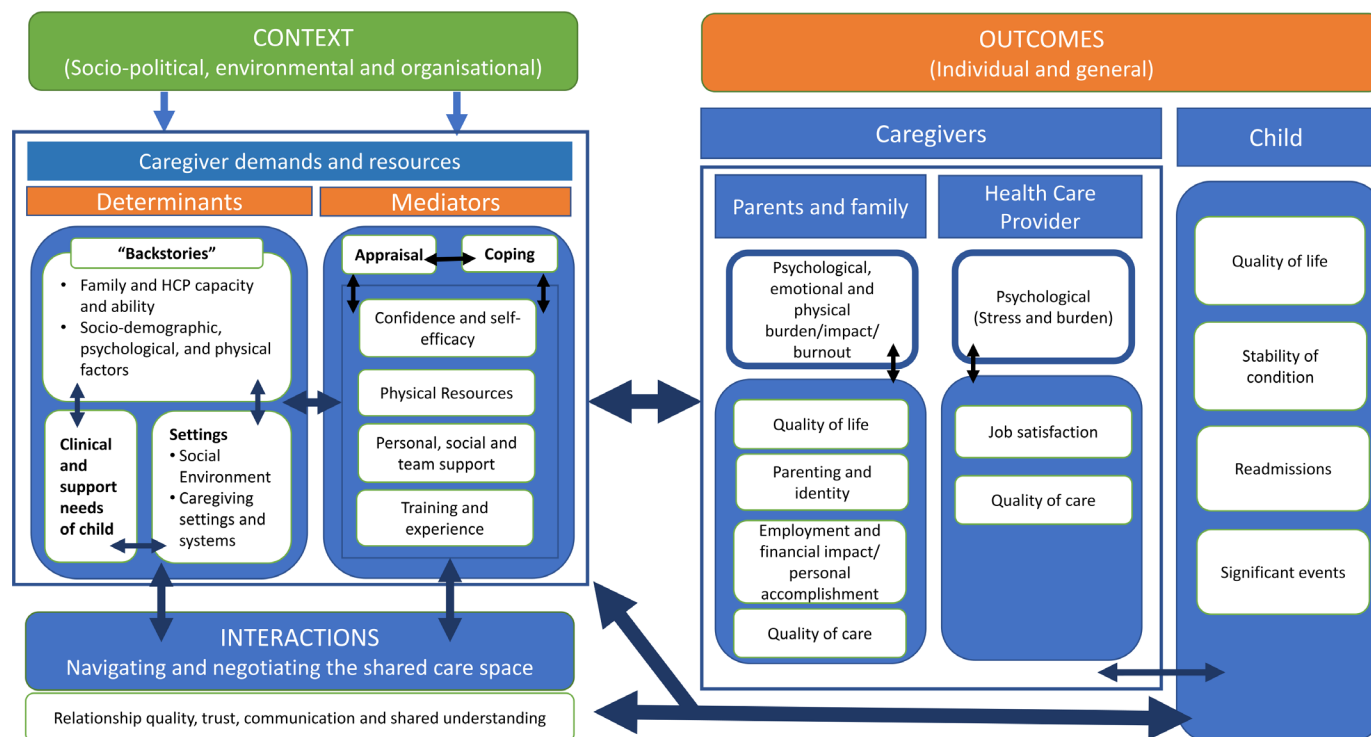 CONTEXT
(Socio-political, environmental and organisational)
Caregiver demands and resources
Determinants
Mediators
“Backstories”
• Family and HCP capacity
and ability
• Socio-demographic,
psychological, and physical
factors
Clinical
and
support
needs
of child
Settings
• Social
Environment
• Caregiving
settings and
systems
Appraisal
Coping
Confidence and self-
efficacy
Physical Resources
Personal, social and
team support
Training and
experience
INTERACTIONS
Navigating and negotiating the shared care space
Relationship quality, trust, communication and shared understanding
OUTCOMES
(Individual and general)
Caregivers
Parents and family
Psychological,
emotional and
physical
burden/impact/
burnout
Quality of life
Parenting and
identity
Employment and
financial impact/
personal
accomplishment
Quality of care
Health Care
Provider
Psychological
(Stress and burden)
Job satisfaction
Quality of care
Child
Quality of life
Stability of
condition
Readmissions
Significant events